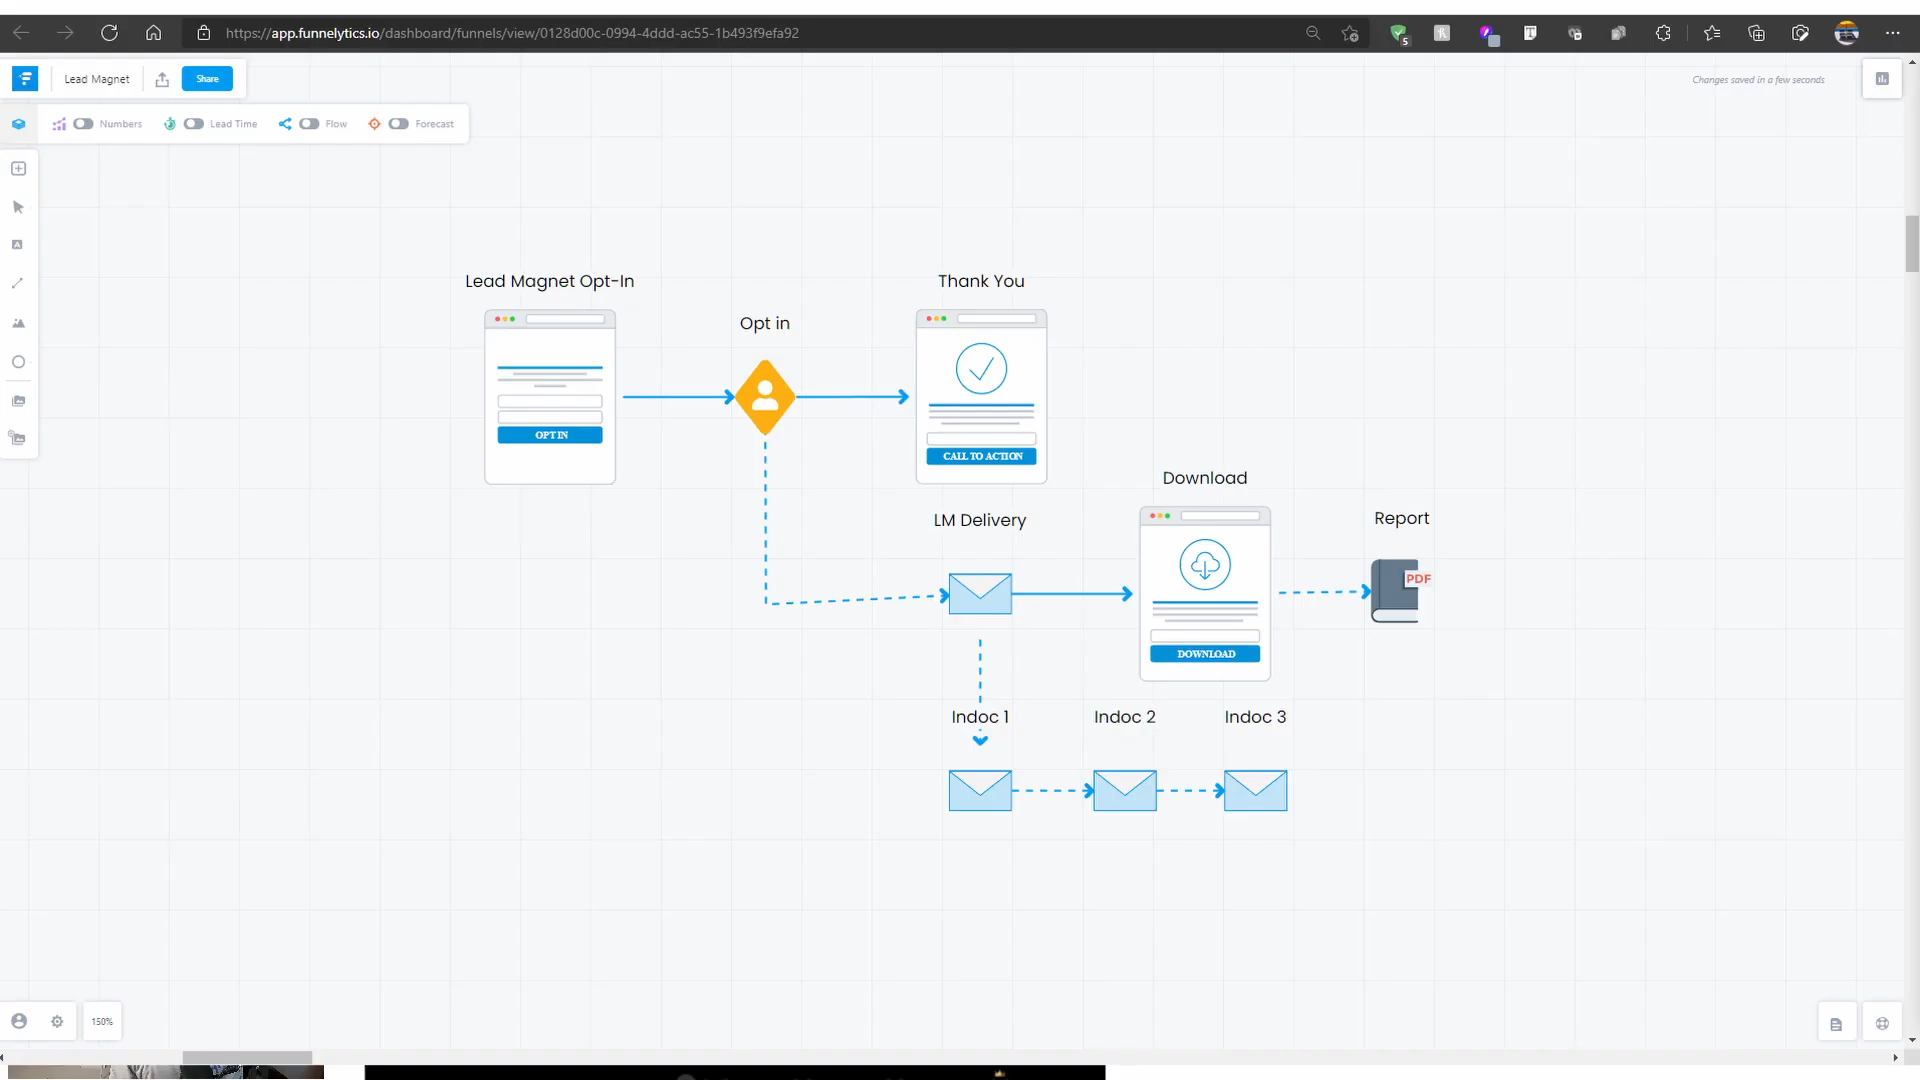 https://app.funnelytics.io/dashboard/funnels/view/0128d00c-0994-4ddd-ac55-1b493f9efa92
5
Lead Magnet
Share
Changes saved in a few seconds
Numbers
Lead Time
Flow
Forecast
Lead Magnet Opt-In
Thank You
Opt in
OPT IN
CALL TO ACTION
Download
LM Delivery
Report
PDF
DOWNLOAD
Indoc 1
Indoc 2
Indoc 3
150%